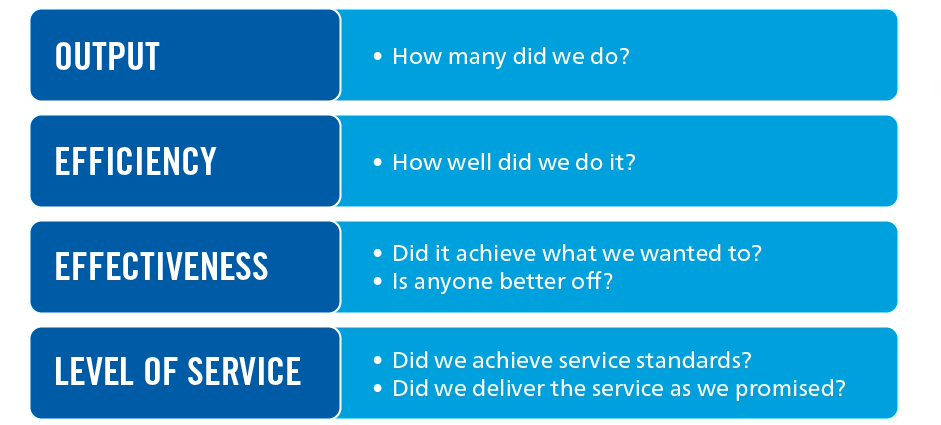 OUTPUT
• How many did we do?
EFFICIENCY
• How well did we do it?
EFFECTIVENESS
• Did it achieve what we wanted to?
• Is anyone better off?
LEVEL OF SERVICE
• Did we achieve service standards?
• Did we deliver the service as we promised?